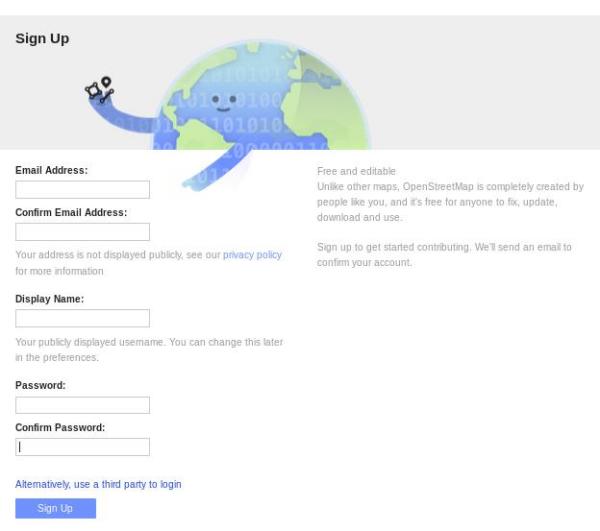 Sign Up
Email Address:
Confirm Email Address:
Your address is not displayed publicly, see our privacy policy
for more information
Display Name:
Your publicly displayed username. You can change this later
in the preferences.
Password:
Confirm Password:
Alternatively, use a third party to login
Sign Up
Free and editable
Unlike other maps, OpenStreetMap is completely created by
people like you, and it's free for anyone to fix, update,
download and use.
Sign up to get started contributing. We'll send an email to
confirm your account.